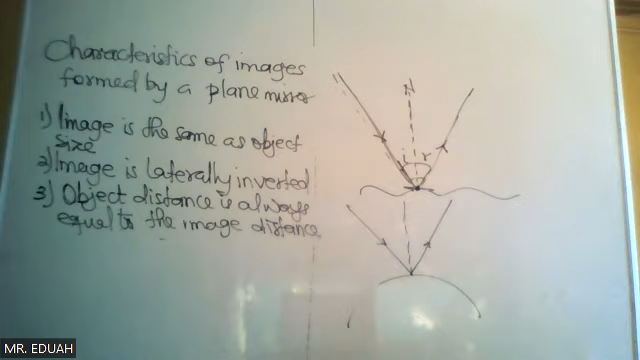 Characteristics of images
formed by a plane mirror
1) Image is the same as object
size
2) Image is laterally inverted
3) Object distance is always
equal to the image distance
N
i r
MR. EDUAH